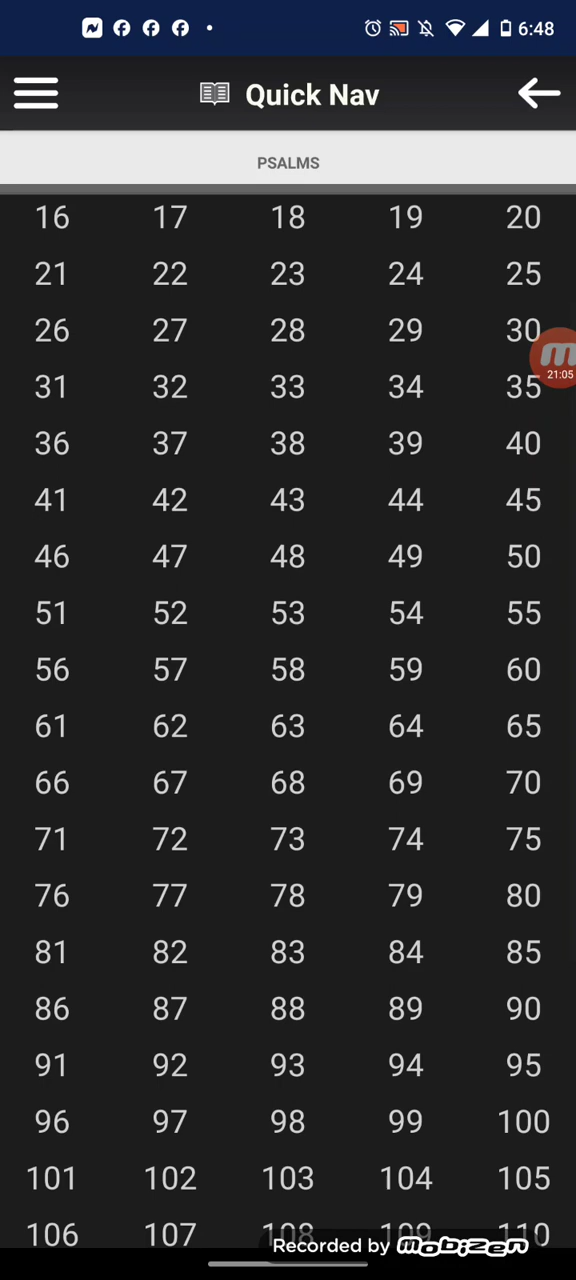 6:48
Quick Nav
PSALMS
16 17 18 19 20
21 22 23 24 25
26 27 28 29 30
21:05
31 32 33 34 35
36 37 38 39 40
41 42 43 44 45
46 47 48 49 50
51 52 53 54 55
56 57 58 59 60
61 62 63 64 65
66 67 68 69 70
71 72 73 74 75
76 77 78 79 80
81 82 83 84 85
86 87 88 89 90
91 92 93 94 95
96 97 98 99 100
101 102 103 104 105
106 107 108 109 110
Recorded by mobizen